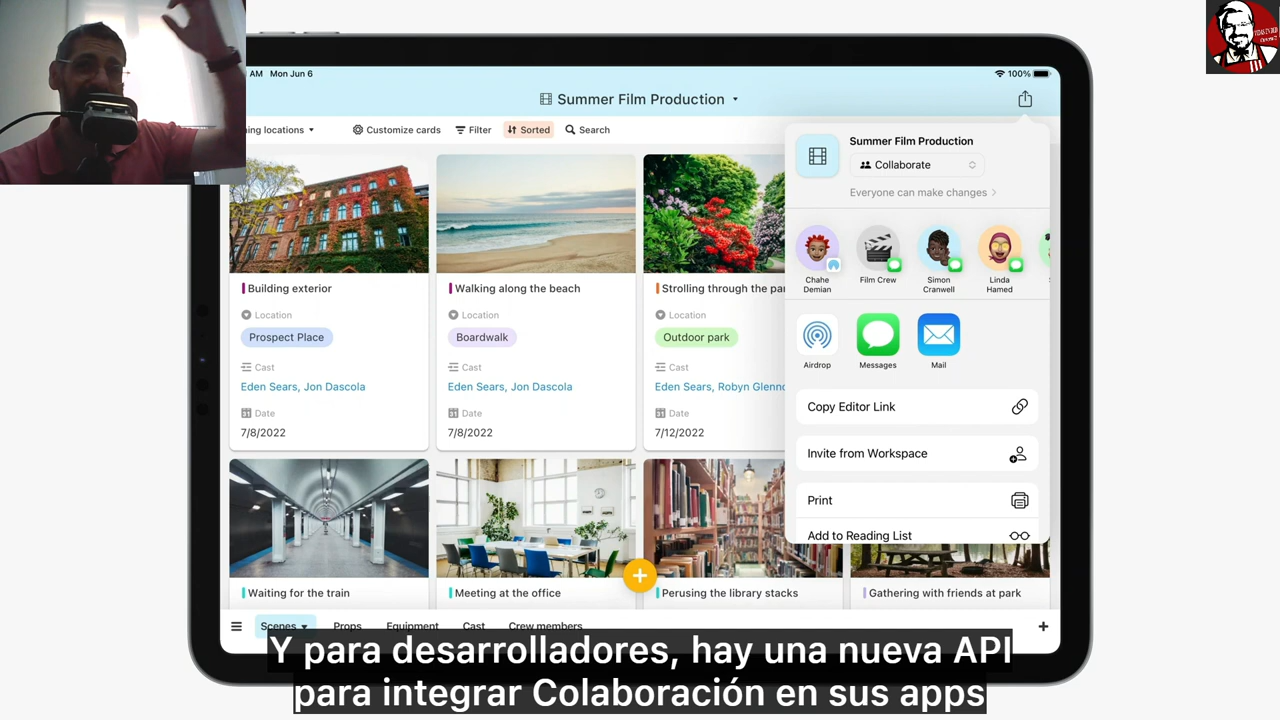 AM Mon Jun 6
100%
Summer Film Production
ning locations
Customize cards
Filter
Sorted
Search
Summer Film Production
Collaborate
Everyone can make changes
Chahe
Demian
Film Crew
Simon
Cranwell
Linda
Hamed
Airdrop
Messages
Mail
Copy Editor Link
Invite from Workspace
Print
Add to Reading List
Building exterior
Location
Prospect Place
Cast
Eden Sears, Jon Dascola
Date
7/8/2022
Walking along the beach
Location
Boardwalk
Cast
Eden Sears, Jon Dascola
Date
7/8/2022
Strolling through the par
Location
Outdoor park
Cast
Eden Sears, Robyn Glenno
Date
7/12/2022
Waiting for the train
Meeting at the office
Perusing the library stacks
Gathering with friends at park
Scenes
Props
Equipment
Cast
Crew members
Y para desarrolladores, hay una nueva API
para integrar Colaboración en sus apps